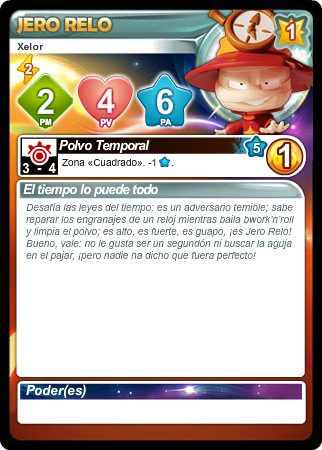 JERO RELO
1
Xelor
2
2
PM
4
PV
6
PA
Polvo Temporal
5
1
3 - 4
Zona «Cuadrado». -1
El tiempo lo puede todo
Desafía las leyes del tiempo; es un adversario temible; sabe
reparar los engranajes de un reloj mientras baila bwork'n'roll
y limpia el polvo; es alto, es fuerte, es guapo, ¡es Jero Relo!
Bueno, vale: no le gusta ser un segundón ni buscar la aguja
en el pajar, ¡pero nadie ha dicho que fuera perfecto!
Poder(es)